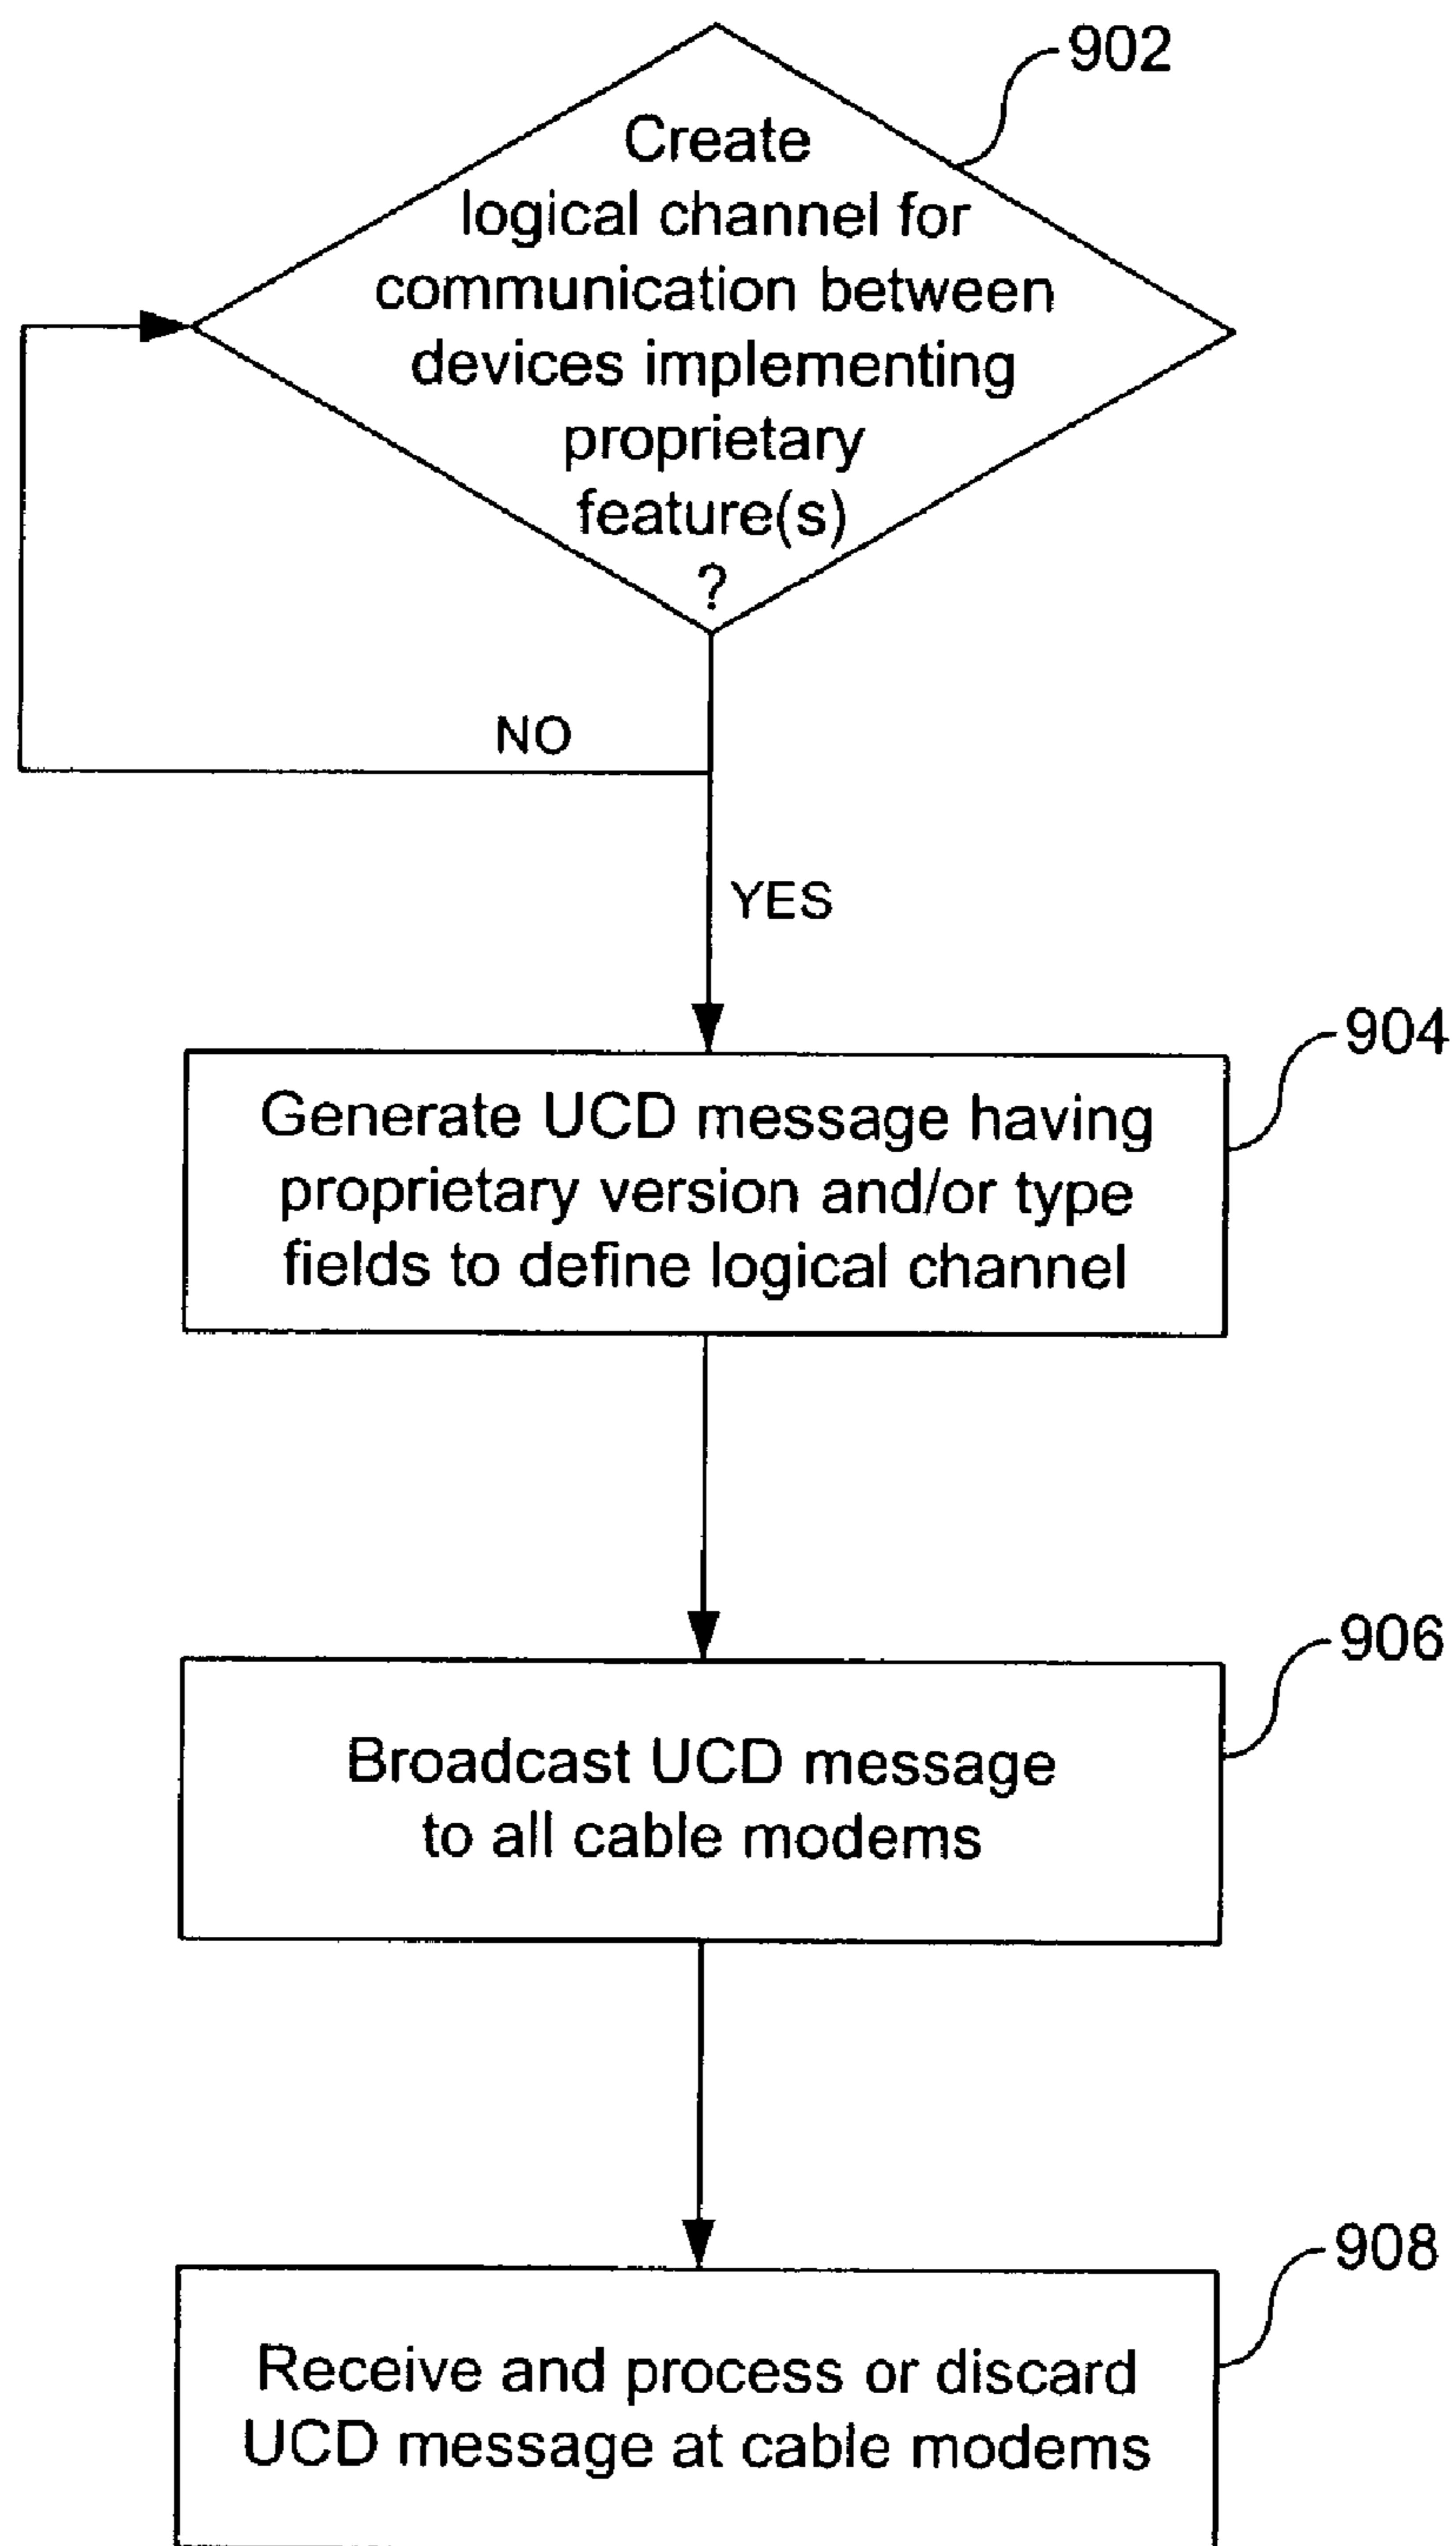 902
Create
logical channel for
communication between
devices implementing
proprietary
feature(s)
?
NO
YES
904
Generate UCD message having
proprietary version and/or type
fields to define logical channel
906
Broadcast UCD message
to all cable modems
908
Receive and process or discard
UCD message at cable modems